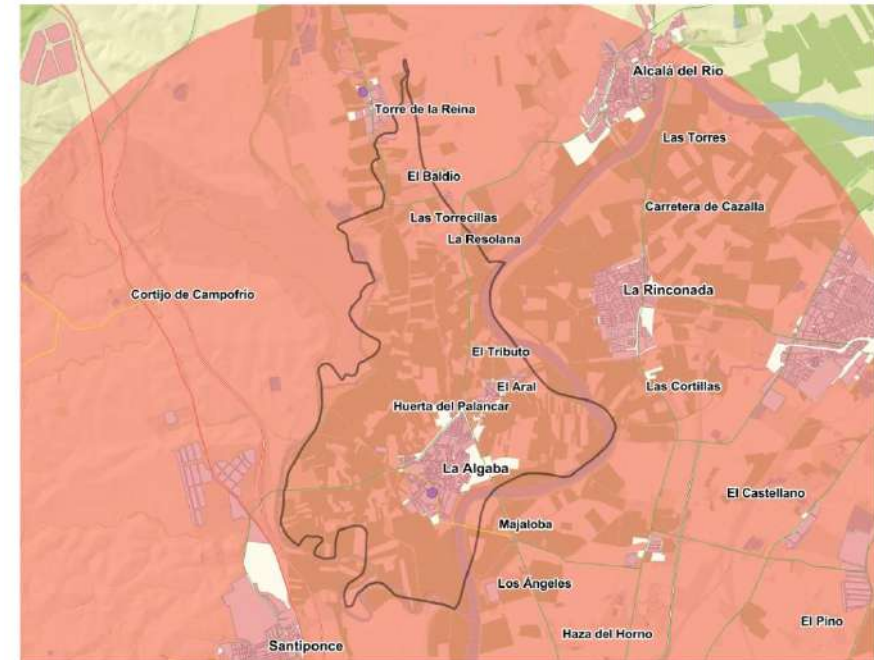 Alcalá del Río
Torre de la Reina
Las Torres
El Baldio
Carretera de Cazalla
Las Torrecillas
La Resolana
Cortijo de Campofrío
La Rinconada
El Tributo
El Aral
Las Cortillas
Huerta del Palancar
La Algaba
El Castellano
Majaloba
Los Ángeles
El Pino
Haza del Horno
Santiponce